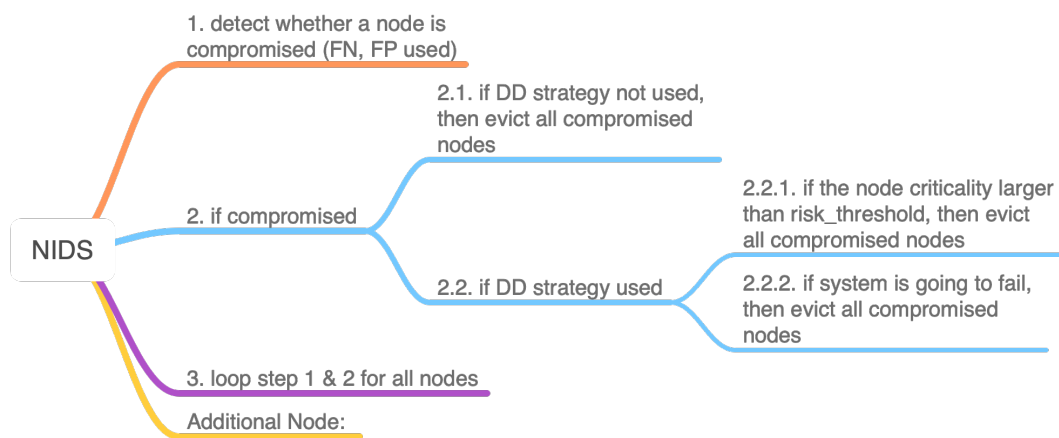 1. detect whether a node is
compromised (FN, FP used)
2.1. if DD strategy not used,
then evict all compromised
nodes
2.2.1. if the node criticality larger
than risk_threshold, then evict
all compromised nodes
2. if compromised
NIDS
2.2. if DD strategy used
2.2.2. if system is going to fail,
then evict all compromised
nodes
3. loop step 1 & 2 for all nodes
Additional Node: